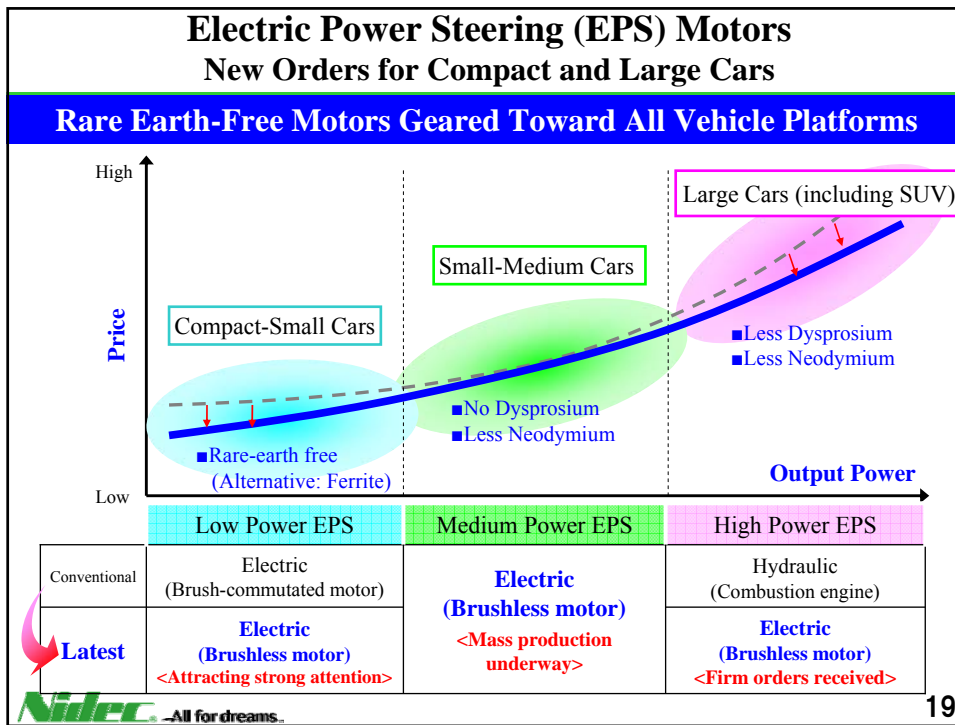 Electric Power Steering (EPS) Motors
New Orders for Compact and Large Cars
Rare Earth-Free Motors Geared Toward All Vehicle Platforms
High
Price
Low
Large Cars (including SUV)
Small-Medium Cars
Compact-Small Cars
■Less Dysprosium
■Less Neodymium
■No Dysprosium
■Less Neodymium
■Rare-earth free
(Alternative: Ferrite)
Output Power
Low Power EPS
Medium Power EPS
High Power EPS
Conventional
Electric
(Brush-commutated motor)
Electric
(Brushless motor)
<Mass production
underway>
Hydraulic
(Combustion engine)
Latest
Electric
(Brushless motor)
<Attracting strong attention>
Electric
(Brushless motor)
<Firm orders received>
Nidec -All for dreams.
19